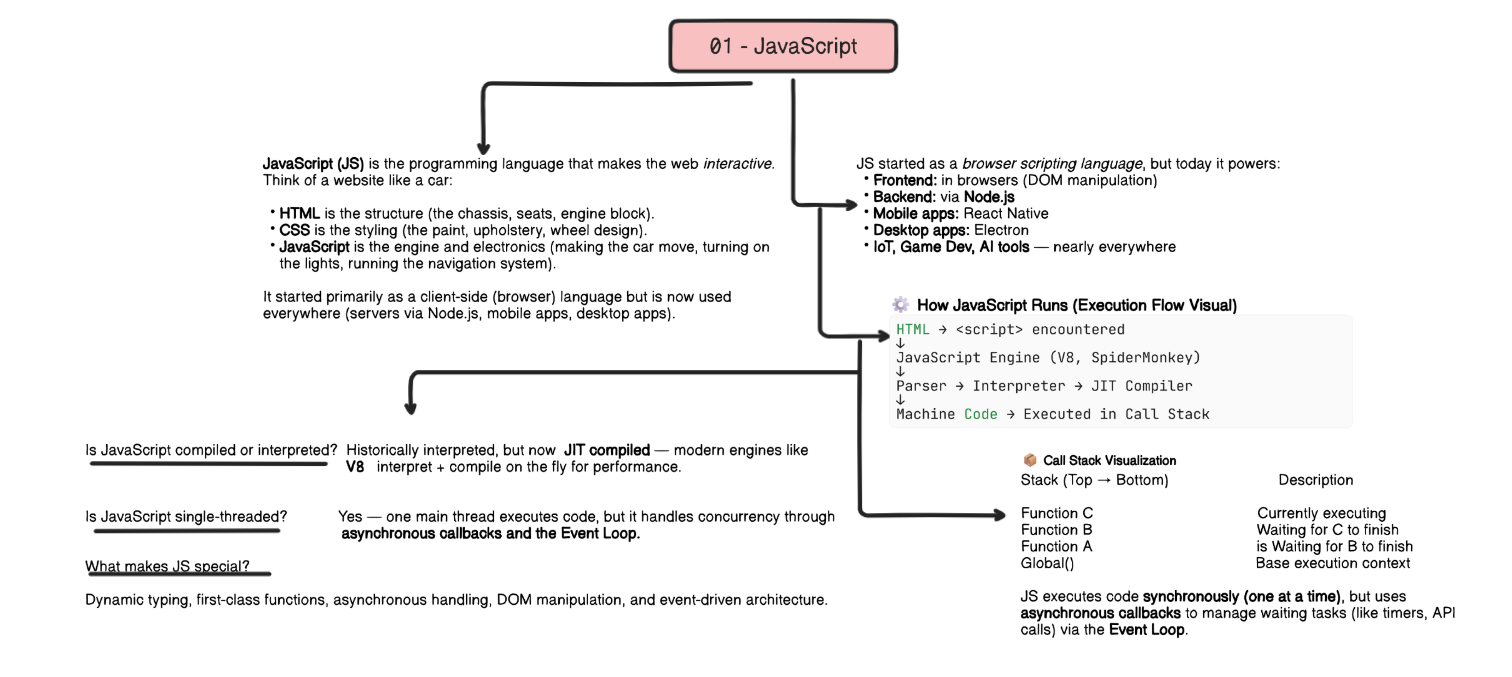 01 - JavaScript
JavaScript (JS) is the programming language that makes the web interactive.
Think of a website like a car:
• HTML is the structure (the chassis, seats, engine block).
• CSS is the styling (the paint, upholstery, wheel design).
• JavaScript is the engine and electronics (making the car move, turning on
the lights, running the navigation system).
It started primarily as a client-side (browser) language but is now used
everywhere (servers via Node.js, mobile apps, desktop apps).
JS started as a browser scripting language, but today it powers:
• Frontend: in browsers (DOM manipulation)
• Backend: via Node.js
• Mobile apps: React Native
• Desktop apps: Electron
• IoT, Game Dev, AI tools — nearly everywhere
⚙️ How JavaScript Runs (Execution Flow Visual)
HTML → <script> encountered
↓
JavaScript Engine (V8, SpiderMonkey)
↓
Parser → Interpreter → JIT Compiler
↓
Machine Code → Executed in Call Stack
Is JavaScript compiled or interpreted? Historically interpreted, but now JIT compiled — modern engines like
V8 interpret + compile on the fly for performance.
Is JavaScript single-threaded? Yes — one main thread executes code, but it handles concurrency through
asynchronous callbacks and the Event Loop.
What makes JS special?
Dynamic typing, first-class functions, asynchronous handling, DOM manipulation, and event-driven architecture.
📦 Call Stack Visualization
Stack (Top → Bottom) Description
Function C Currently executing
Function B Waiting for C to finish
Function A is Waiting for B to finish
Global() Base execution context
JS executes code synchronously (one at a time), but uses
asynchronous callbacks to manage waiting tasks (like timers, API
calls) via the Event Loop.